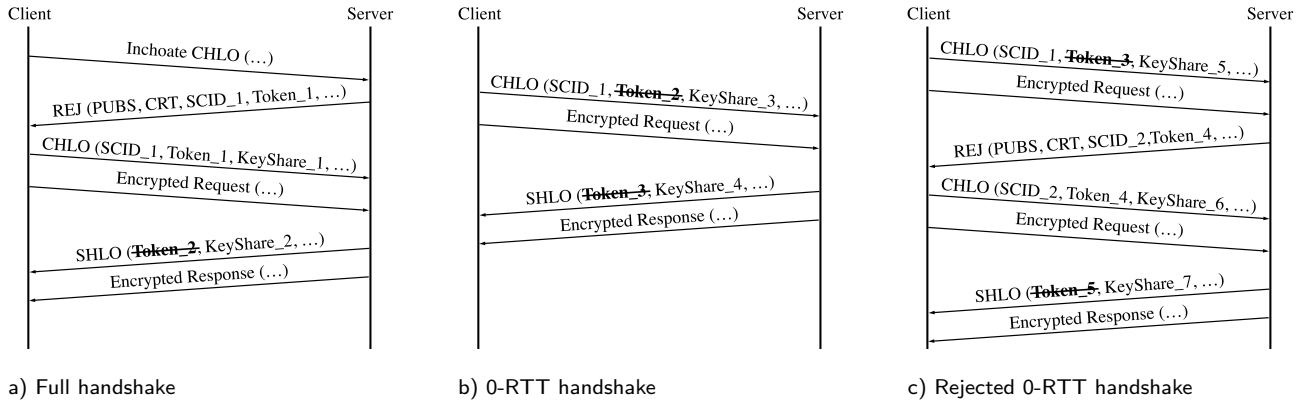 Client Server
Inchoate CHLO (…)
REJ (PUBS, CRT, SCID_1, Token_1, …)
CHLO (SCID_1, Token_1, KeyShare_1, …)
Encrypted Request (…)
SHLO (Token_2, KeyShare_2, …)
Encrypted Response (…)
a) Full handshake
Client Server
CHLO (SCID_1, Token_2, KeyShare_3, …)
Encrypted Request (…)
SHLO (Token_3, KeyShare_4, …)
Encrypted Response (…)
b) 0-RTT handshake
Client Server
CHLO (SCID_1, Token_3, KeyShare_5, …)
Encrypted Request (…)
REJ (PUBS, CRT, SCID_2,Token_4, …)
CHLO (SCID_2, Token_4, KeyShare_6, …)
Encrypted Request (…)
SHLO (Token_5, KeyShare_7, …)
Encrypted Response (…)
c) Rejected 0-RTT handshake